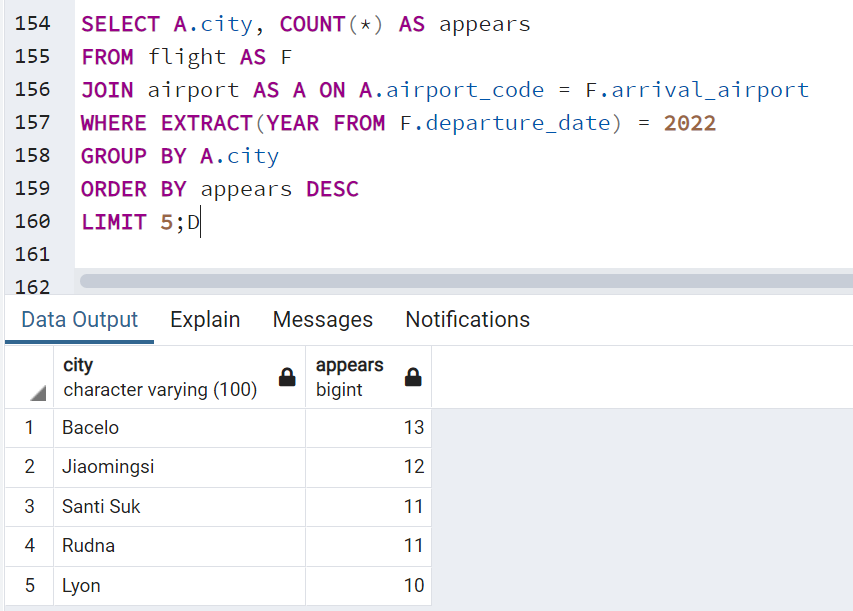 154 SELECT A.city, COUNT(*) AS appears
155 FROM flight AS F
156 JOIN airport AS A ON A.airport_code = F.arrival_airport
157 WHERE EXTRACT(YEAR FROM F.departure_date) = 2022
158 GROUP BY A.city
159 ORDER BY appears DESC
160 LIMIT 5;D
161
162
Data Output Explain Messages Notifications
city appears
character varying (100) bigint
1 Bacelo 13
2 Jiaomingsi 12
3 Santi Suk 11
4 Rudna 11
5 Lyon 10